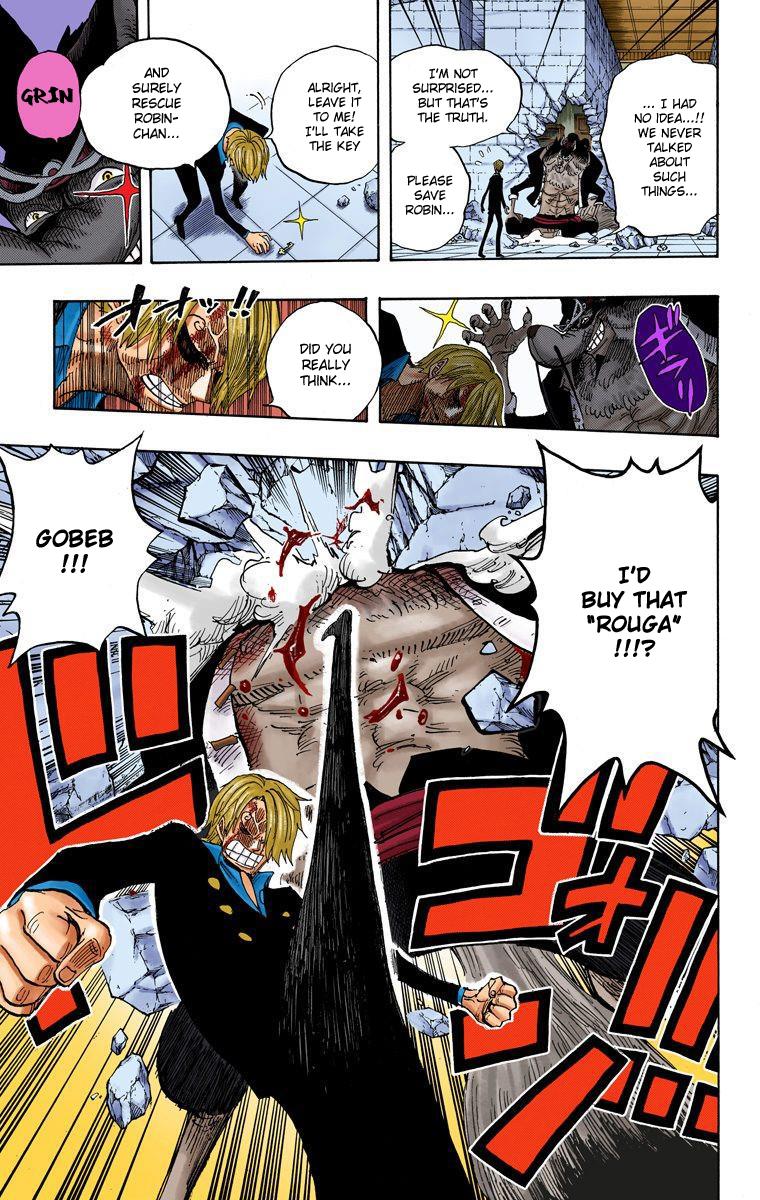 ... I HAD
NO IDEA...!!
WE NEVER
TALKED
ABOUT
SUCH
THINGS...
I'M NOT
SURPRISED...
BUT THAT'S
THE TRUTH.
PLEASE
SAVE
ROBIN...
ALRIGHT,
LEAVE IT
TO ME!
I'LL TAKE
THE KEY
AND
SURELY
RESCUE
ROBIN-
CHAN...
GRIN
DID YOU
REALLY
THINK...
オオッ!!
I'D
BUY THAT
"ROUGA"
!!!?
GOBEB
!!!
ドゴォン!!